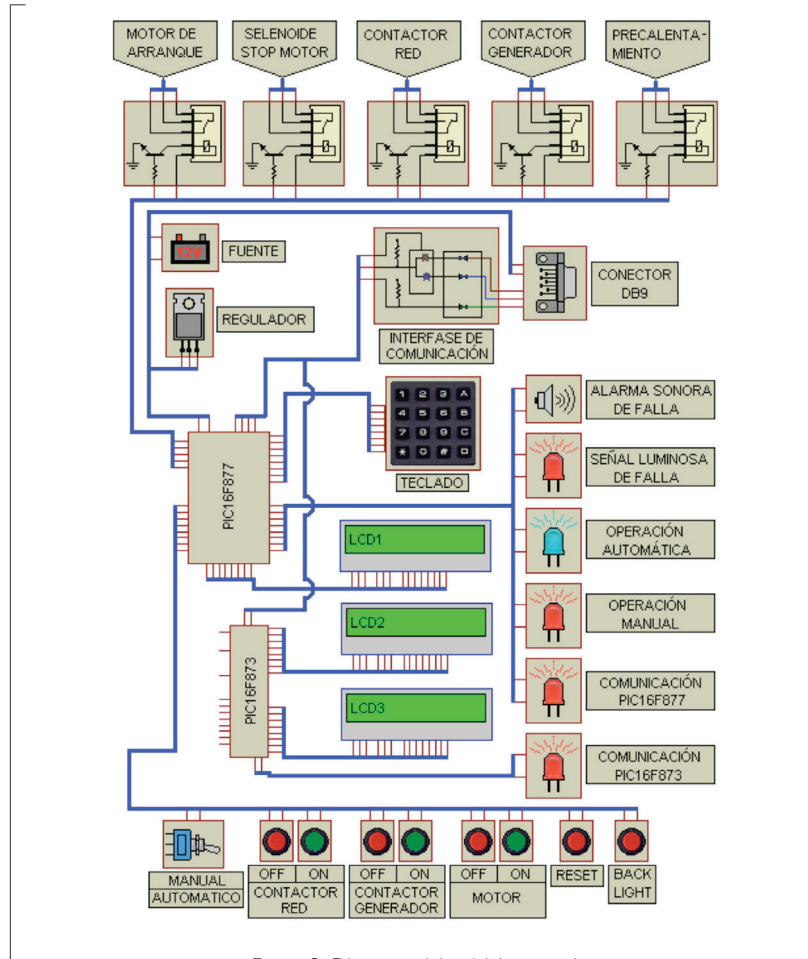 MOTOR DE
ARRANQUE
SELENOIDE
STOP MOTOR
CONTACTOR
RED
CONTACTOR
GENERADOR
PRECALENTA-
MIENTO
12V
FUENTE
REGULADOR
INTERFASE DE
COMUNICACIÓN
CONECTOR
DB9
1 2 3 A
4 5 6 B
7 8 9 C
* 0 # D
TECLADO
PIC16F877
ALARMA SONORA
DE FALLA
SEÑAL LUMINOSA
DE FALLA
OPERACIÓN
AUTOMÁTICA
OPERACIÓN
MANUAL
COMUNICACIÓN
PIC16F877
COMUNICACIÓN
PIC16F873
LCD1
LCD2
LCD3
PIC16F873
MANUAL
AUTOMATICO
OFF ON
CONTACTOR
RED
OFF ON
CONTACTOR
GENERADOR
OFF ON
MOTOR
RESET
BACK
LIGHT